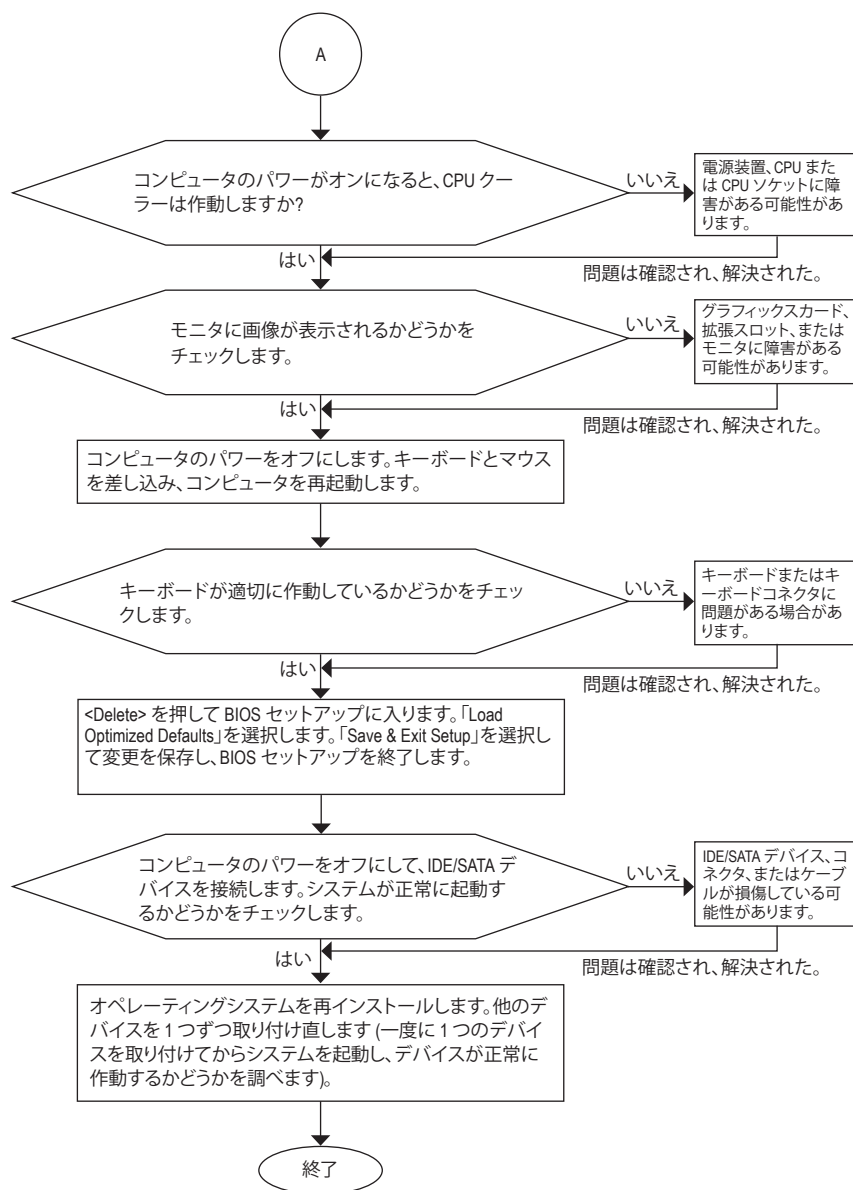 A
コンピュータのパワーがオンになると、CPU クー
ラーは作動しますか?
いいえ
電源装置、CPU また
は CPU ソケットに障
害がある可能性があ
ります。
はい
問題は確認され、解決された。
モニタに画像が表示されるかどうかを
チェックします。
いいえ
グラフィックスカード、
拡張スロット、または
モニタに障害がある
可能性があります。
はい
問題は確認され、解決された。
コンピュータのパワーをオフにします。キーボードとマウス
を差し込み、コンピュータを再起動します。
キーボードが適切に作動しているかどうかをチェッ
クします。
いいえ
キーボードまたはキ
ーボードコネクタに
問題がある場合があ
ります。
はい
問題は確認され、解決された。
<Delete> を押して BIOS セットアップに入ります。「Load
Optimized Defaults」を選択します。「Save & Exit Setup」を選択し
て変更を保存し、BIOS セットアップを終了します。
コンピュータのパワーをオフにして、IDE/SATA デ
バイスを接続します。システムが正常に起動す
るかどうかをチェックします。
いいえ
IDE/SATA デバイス、コ
ネクタ、またはケーブ
ルが損傷している可
能性があります。
はい
問題は確認され、解決された。
オペレーティングシステムを再インストールします。他のデ
バイスを 1 つずつ取り付け直します (一度に 1 つのデバイ
スを取り付けてからシステムを起動し、デバイスが正常に
作動するかどうかを調べます)。
終了